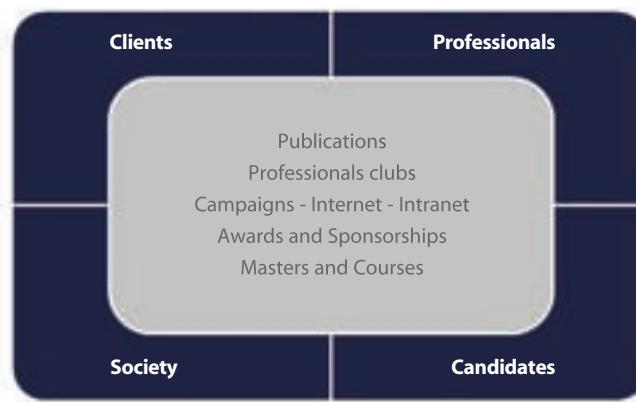 Clients
Professionals
Publications
Professionals clubs
Campaigns - Internet - Intranet
Awards and Sponsorships
Masters and Courses
Society
Candidates